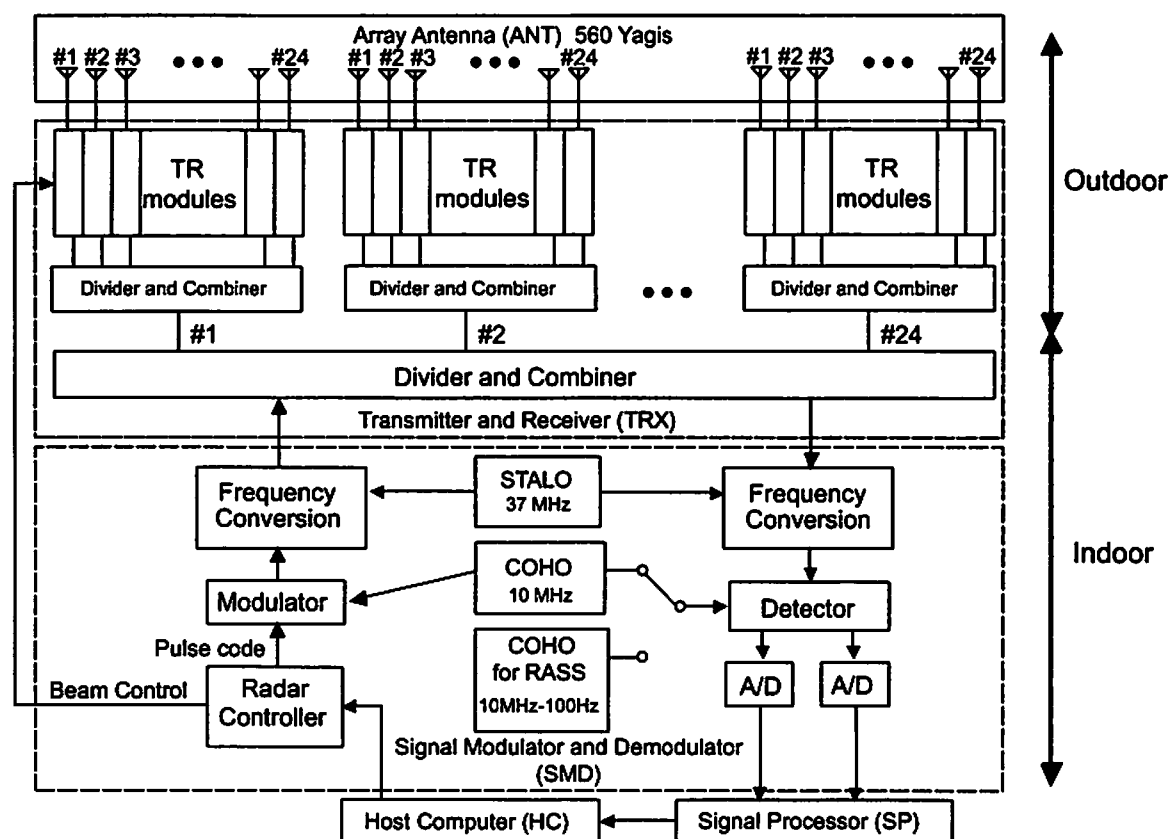 Array Antenna (ANT) 560 Yagis
#1 #2 #3 #24 #1 #2 #3 #24 #1 #2 #3 #24
TR
modules
TR
modules
TR
modules
Outdoor
Divider and Combiner
Divider and Combiner
Divider and Combiner
#1
#2
#24
Divider and Combiner
Transmitter and Receiver (TRX)
Frequency
Conversion
STALO
37 MHz
Frequency
Conversion
Indoor
Modulator
COHO
10 MHz
Detector
Pulse code
COHO
for RASS
10MHz-100Hz
A/D
A/D
Beam Control
Radar
Controller
Signal Modulator and Demodulator
(SMD)
Host Computer (HC)
Signal Processor (SP)